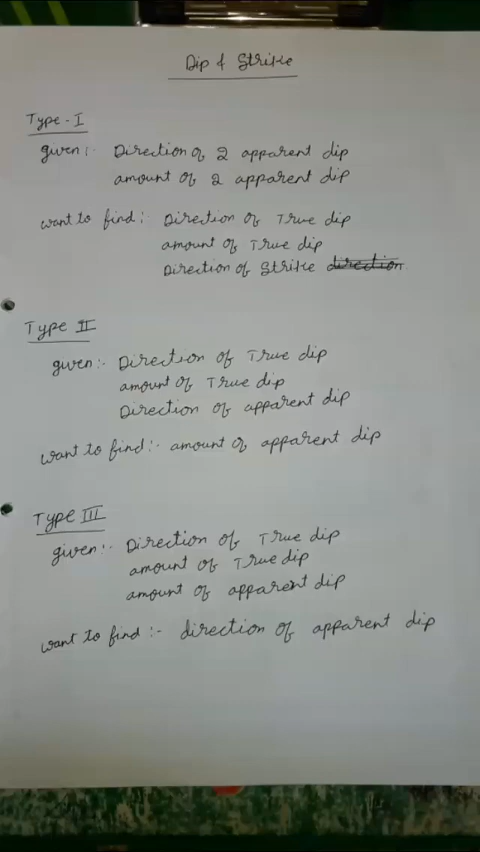 Dip & Strike
Type-I
given:- Direction of 2 apparent dip
amount of 2 apparent dip
want to find: Direction of True dip
amount of True dip
Direction of Strike direction.
Type II
given:- Direction of True dip
amount of True dip
Direction of apparent dip
want to find:- amount of apparent dip
Type III
given:- Direction of True dip
amount of True dip
amount of apparent dip
want to find :- direction of apparent dip